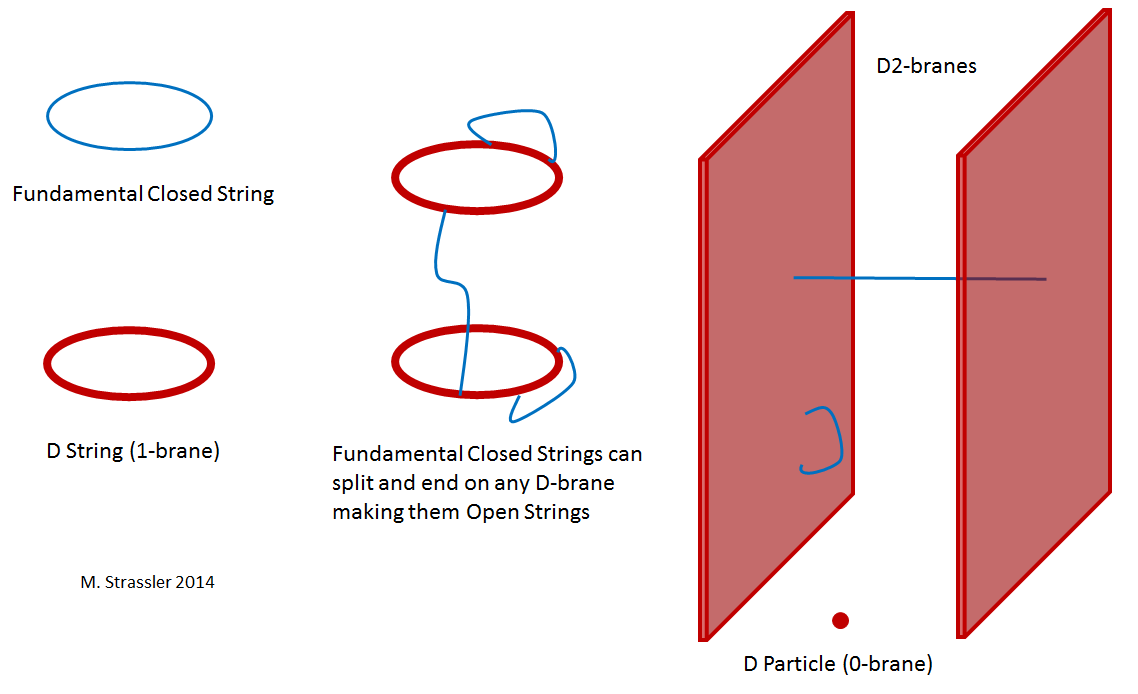 Fundamental Closed String
D String (1-brane)
M. Strassler 2014
Fundamental Closed Strings can
split and end on any D-brane
making them Open Strings
D2-branes
D Particle (0-brane)